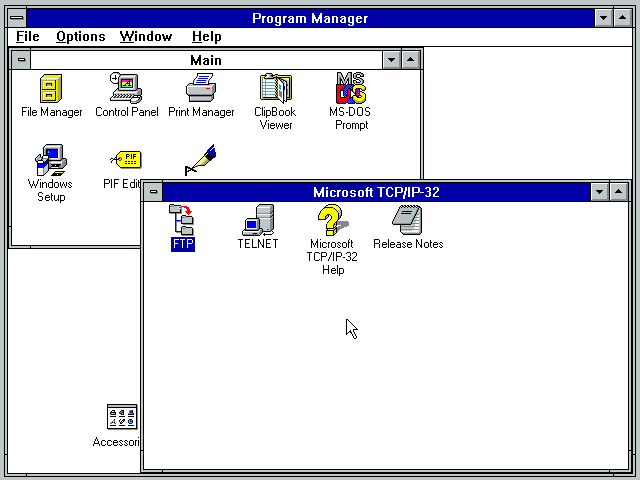 Program Manager
File Options Window Help
Main
File Manager
Control Panel
Print Manager
ClipBook
Viewer
MS-DOS
Prompt
Windows
Setup
PIF
PIF Edit
Microsoft TCP/IP-32
FTP
TELNET
Microsoft
TCP/IP-32
Help
Release Notes
Accessori